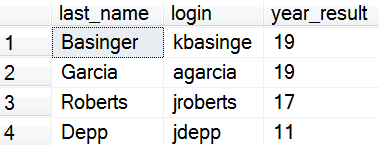 last_name login year_result
1 Basinger kbasinge 19
2 Garcia agarcia 19
3 Roberts jroberts 17
4 Depp jdepp 11